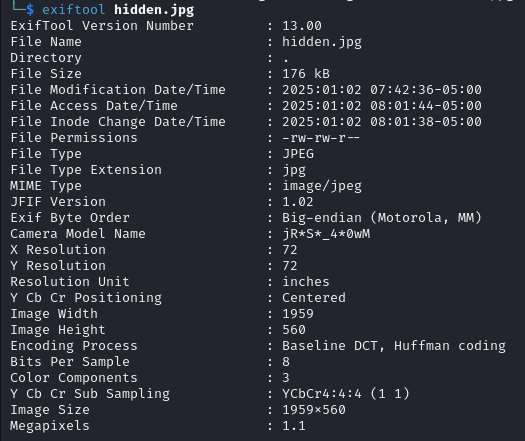 └─$ exiftool hidden.jpg
ExifTool Version Number : 13.00
File Name : hidden.jpg
Directory : .
File Size : 176 kB
File Modification Date/Time : 2025:01:02 07:42:36-05:00
File Access Date/Time : 2025:01:02 08:01:44-05:00
File Inode Change Date/Time : 2025:01:02 08:01:38-05:00
File Permissions : -rw-rw-r--
File Type : JPEG
File Type Extension : jpg
MIME Type : image/jpeg
JFIF Version : 1.02
Exif Byte Order : Big-endian (Motorola, MM)
Camera Model Name : jR*S*_4*0wM
X Resolution : 72
Y Resolution : 72
Resolution Unit : inches
Y Cb Cr Positioning : Centered
Image Width : 1959
Image Height : 560
Encoding Process : Baseline DCT, Huffman coding
Bits Per Sample : 8
Color Components : 3
Y Cb Cr Sub Sampling : YCbCr4:4:4 (1 1)
Image Size : 1959×560
Megapixels : 1.1